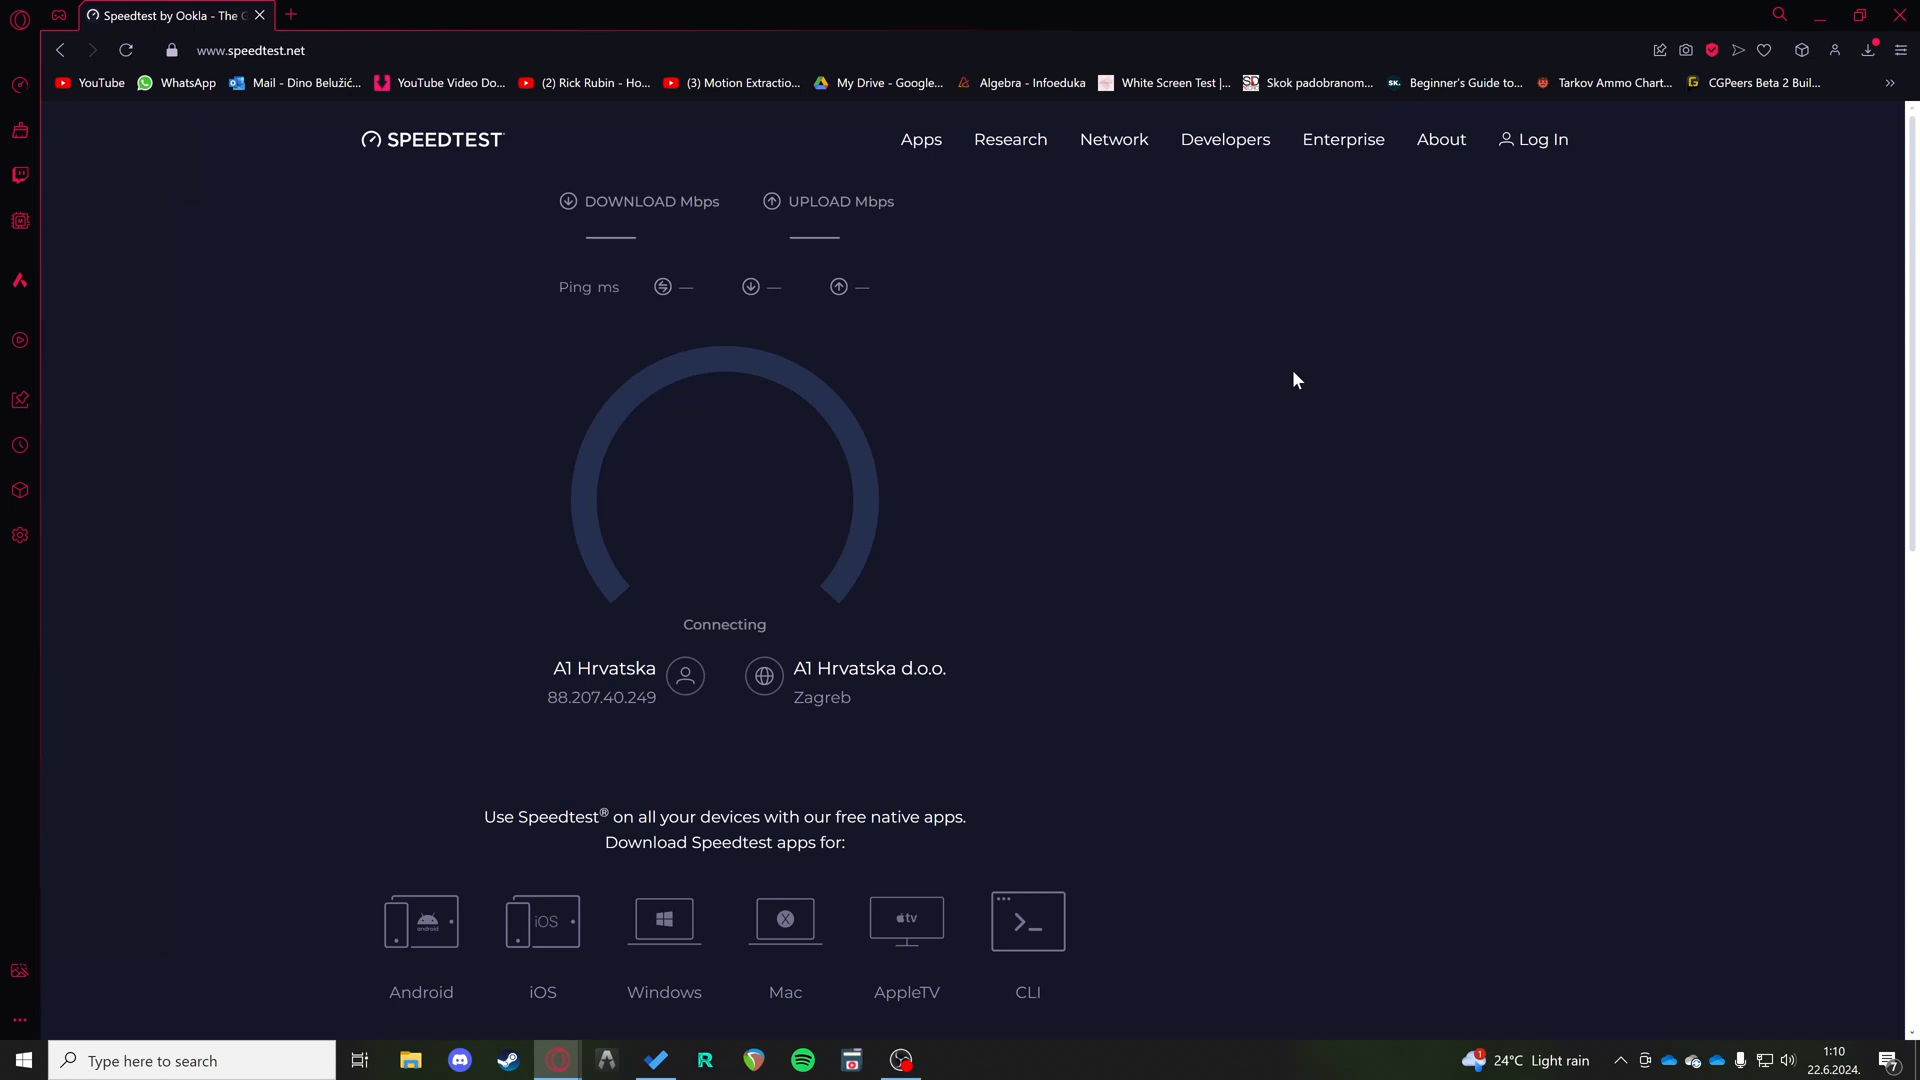 Speedtest by Ookla - The G
www.speedtest.net
YouTube
WhatsApp
Mail - Dino Belužić...
YouTube Video Do...
(2) Rick Rubin - Ho...
(3) Motion Extractio...
My Drive - Google...
Algebra - Infoeduka
White Screen Test |...
Skok padobranom...
SK.
Beginner's Guide to...
Tarkov Ammo Chart...
CGPeers Beta 2 Buil...
SPEEDTEST
Apps
Research
Network
Developers
Enterprise
About
Log In
DOWNLOAD Mbps
UPLOAD Mbps
Ping ms
Connecting
A1 Hrvatska
88.207.40.249
A1 Hrvatska d.o.o.
Zagreb
Use Speedtest® on all your devices with our free native apps.
Download Speedtest apps for:
android
iOS
tv
Android
iOS
Windows
Mac
AppleTV
CLI
Type here to search
1
24°C Light rain
1:10
22.6.2024.
7